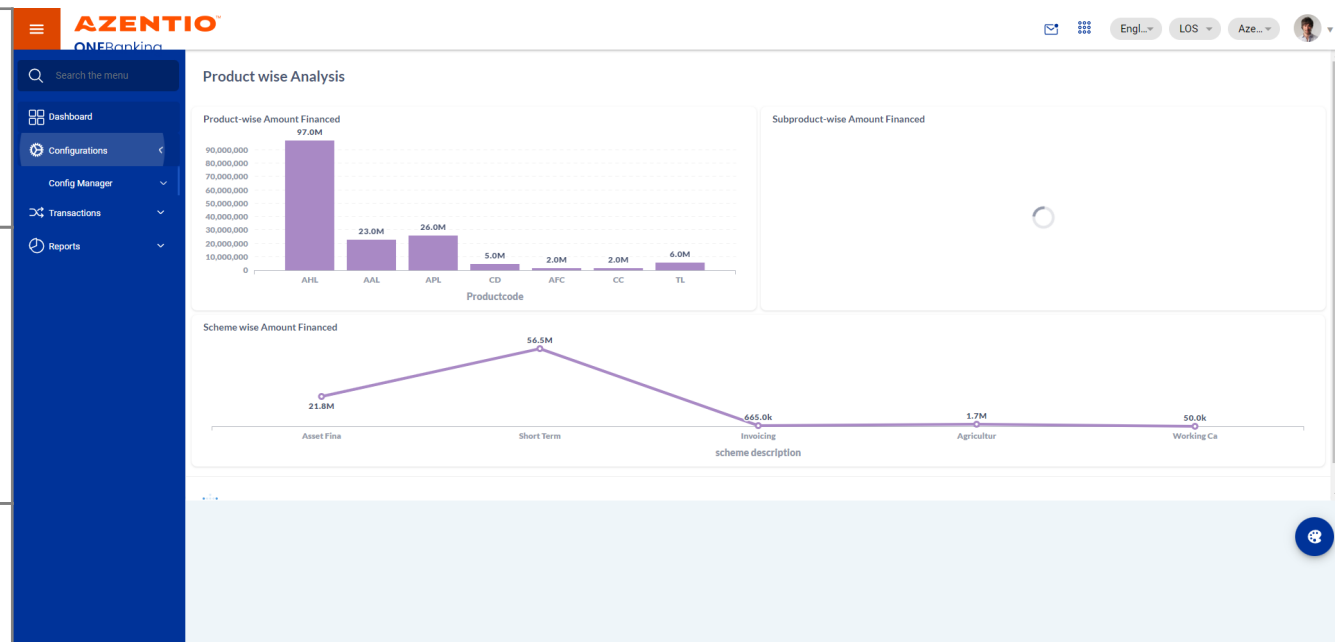 AZENTIO
ONEBanking
Engl...
LOS
Aze...
Search the menu
Dashboard
Configurations
Config Manager
Transactions
Reports
Product wise Analysis
Product-wise Amount Financed
97.0M
90,000,000
80,000,000
70,000,000
60,000,000
50,000,000
40,000,000
30,000,000
20,000,000
10,000,000
0
23.0M
26.0M
5.0M
2.0M
2.0M
6.0M
AHL
AAL
APL
CD
AFC
CC
TL
Productcode
Subproduct-wise Amount Financed
Scheme wise Amount Financed
56.5M
21.8M
665.0k
1.7M
50.0k
Asset Fina
Short Term
Invoicing
Agricultur
Working Ca
scheme description